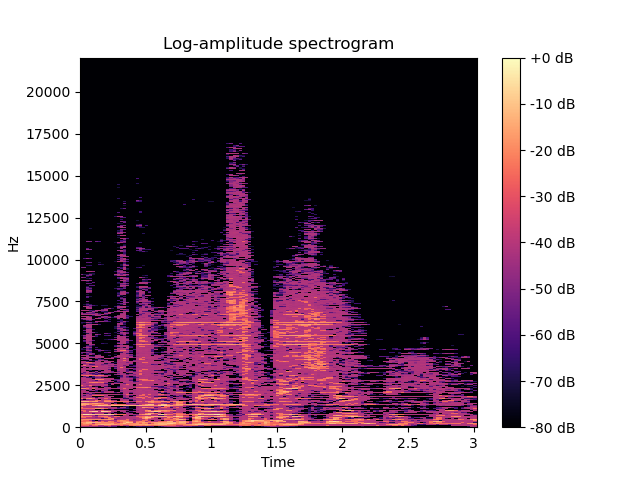 Log-amplitude spectrogram
Hz
20000
17500
15000
12500
10000
7500
5000
2500
0
0 0.5 1 1.5 2 2.5 3
Time
+0 dB
-10 dB
-20 dB
-30 dB
-40 dB
-50 dB
-60 dB
-70 dB
-80 dB